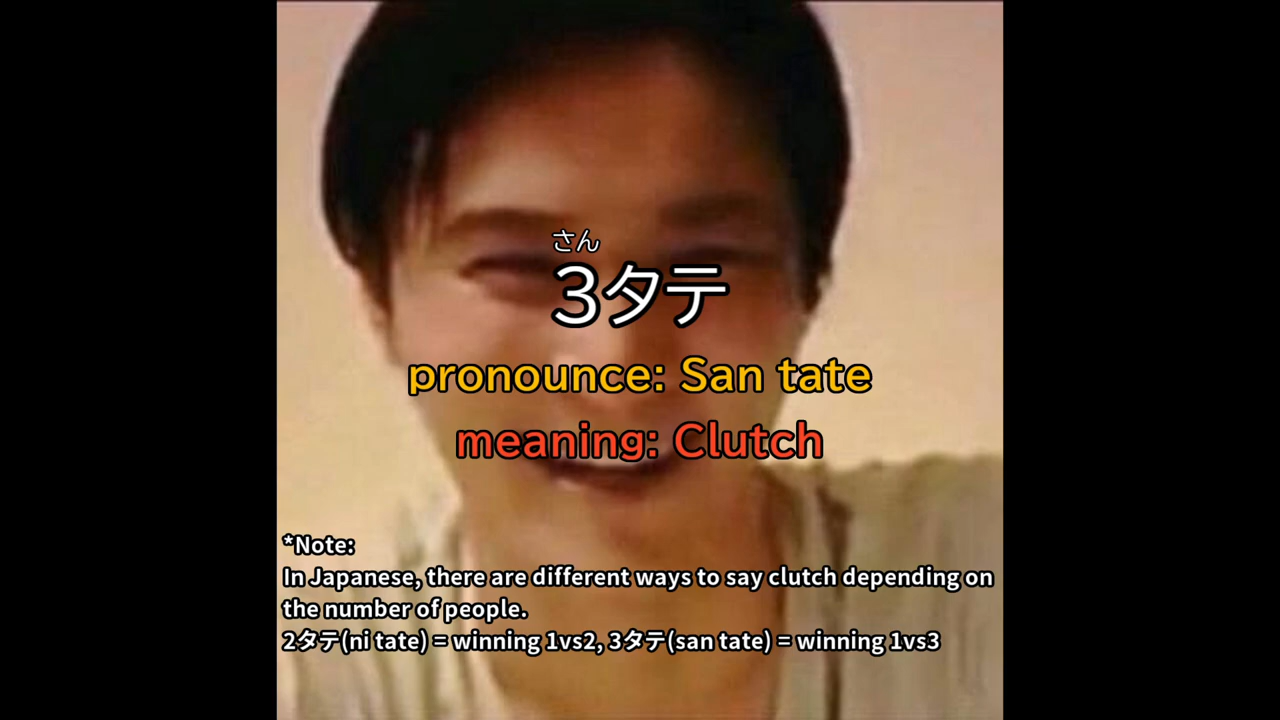 さん
3タテ
pronounce: San tate
meaning: Clutch
*Note:
In Japanese, there are different ways to say clutch depending on
the number of people.
2タテ(ni tate) = winning 1vs2, 3タテ(san tate) = winning 1vs3